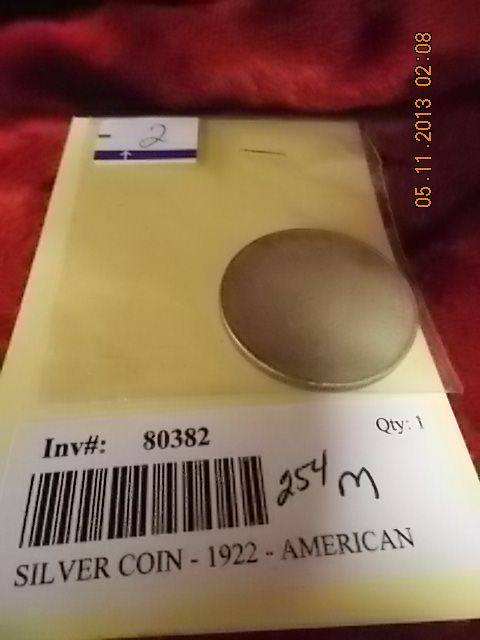 05.11.2013 02:08
2
Inv#: 80382
Qty: 1
254 M
SILVER COIN - 1922 - AMERICAN